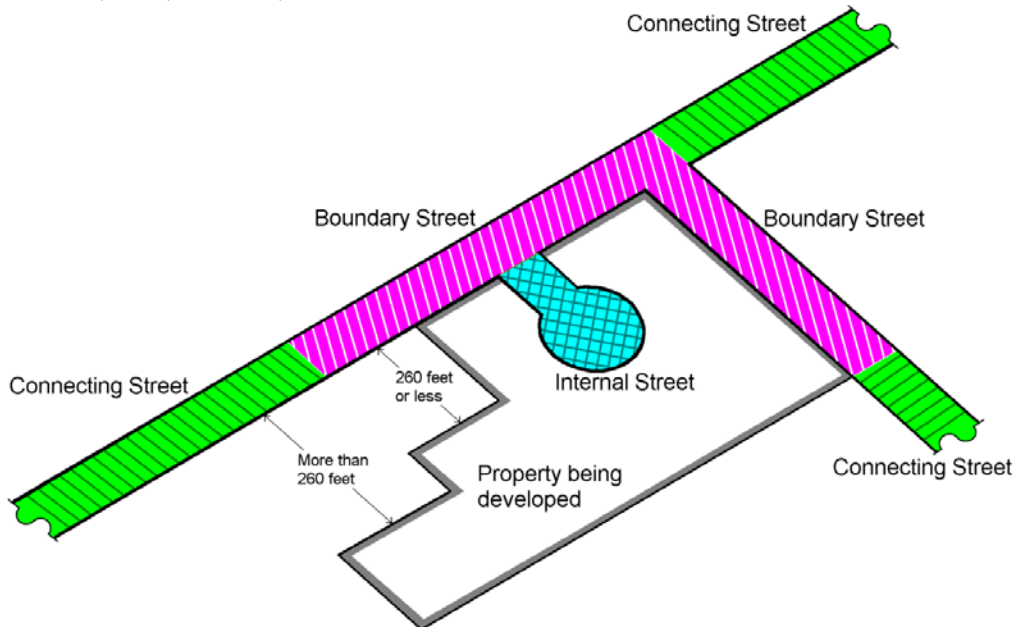 Connecting Street
Boundary Street
Boundary Street
Connecting Street
260 feet
or less
Internal Street
More than
260 feet
Property being
developed
Connecting Street